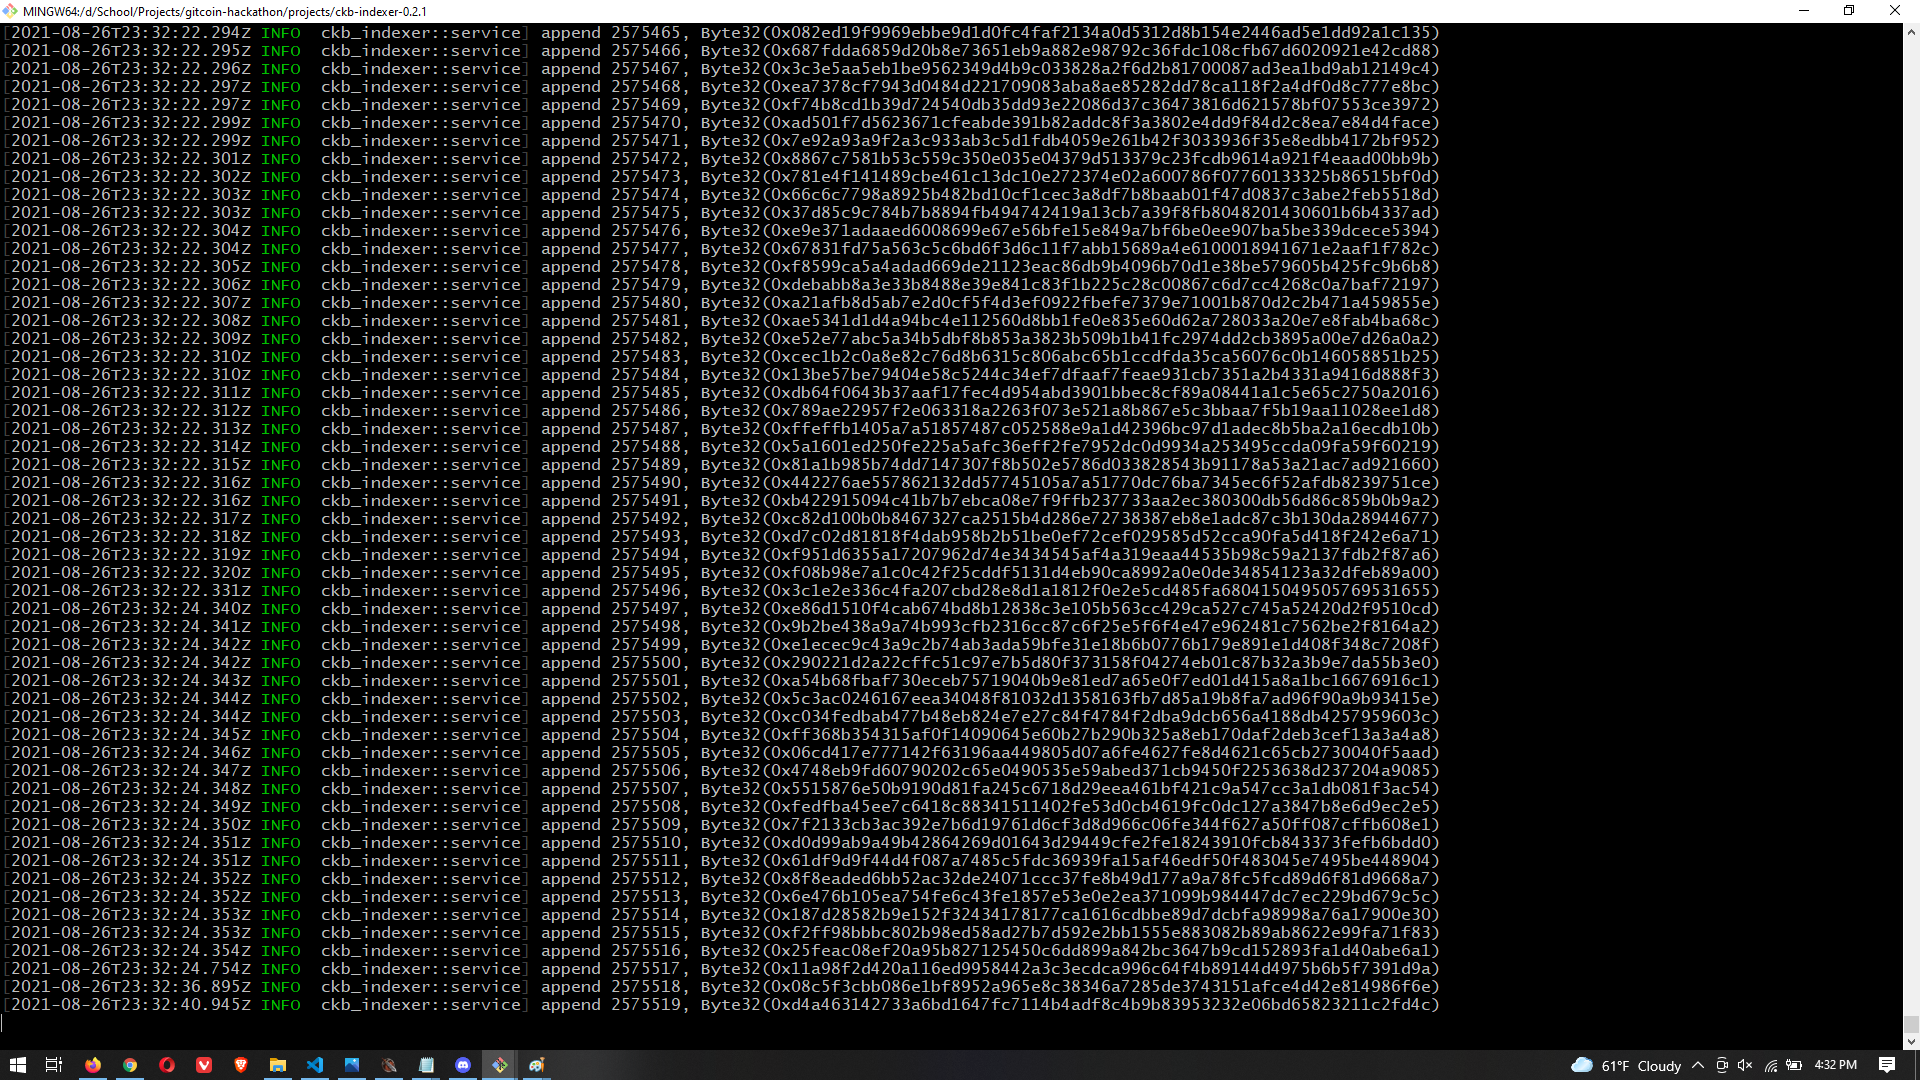 MINGW64:/d/School/Projects/gitcoin-hackathon/projects/ckb-indexer-0.2.1
[2021-08-26T23:32:22.294Z INFO  ckb_indexer::service] append 2575465, Byte32(0x082ed19f9969ebbe9d1d0fc4faf2134a0d5312d8b154e2446ad5e1dd92a1c135)
[2021-08-26T23:32:22.295Z INFO  ckb_indexer::service] append 2575466, Byte32(0x687fdda6859d20b8e73651eb9a882e98792c36fdc108cfb67d6020921e42cd88)
[2021-08-26T23:32:22.296Z INFO  ckb_indexer::service] append 2575467, Byte32(0x3c3e5aa5eb1be9562349d4b9c033828a2f6d2b81700087ad3ea1bd9ab12149c4)
[2021-08-26T23:32:22.297Z INFO  ckb_indexer::service] append 2575468, Byte32(0xea7378cf7943d0484d221709083aba8ae85282dd78ca118f2a4df0d8c777e8bc)
[2021-08-26T23:32:22.297Z INFO  ckb_indexer::service] append 2575469, Byte32(0xf74b8cd1b39d724540db35dd93e22086d37c36473816d621578bf07553ce3972)
[2021-08-26T23:32:22.299Z INFO  ckb_indexer::service] append 2575470, Byte32(0xad501f7d5623671cfeabde391b82addc8f3a3802e4dd9f84d2c8ea7e84d4face)
[2021-08-26T23:32:22.299Z INFO  ckb_indexer::service] append 2575471, Byte32(0x7e92a93a9f2a3c933ab3c5d1fdb4059e261b42f3033936f35e8edbb4172bf952)
[2021-08-26T23:32:22.301Z INFO  ckb_indexer::service] append 2575472, Byte32(0x8867c7581b53c559c350e035e04379d513379c23fcdb9614a921f4eaad00bb9b)
[2021-08-26T23:32:22.302Z INFO  ckb_indexer::service] append 2575473, Byte32(0x781e4f141489cbe461c13dc10e272374e02a600786f07760133325b86515bf0d)
[2021-08-26T23:32:22.303Z INFO  ckb_indexer::service] append 2575474, Byte32(0x66c6c7798a8925b482bd10cf1cec3a8df7b8baab01f47d0837c3abe2feb5518d)
[2021-08-26T23:32:22.303Z INFO  ckb_indexer::service] append 2575475, Byte32(0x37d85c9c784b7b8894fb494742419a13cb7a39f8fb8048201430601b6b4337ad)
[2021-08-26T23:32:22.304Z INFO  ckb_indexer::service] append 2575476, Byte32(0xe9e371adaaed6008699e67e56bfe15e849a7bf6be0ee907ba5be339dcece5394)
[2021-08-26T23:32:22.304Z INFO  ckb_indexer::service] append 2575477, Byte32(0x67831fd75a563c5c6bd6f3d6c11f7abb15689a4e6100018941671e2aaf1f782c)
[2021-08-26T23:32:22.305Z INFO  ckb_indexer::service] append 2575478, Byte32(0xf8599ca5a4adad669de21123eac86db9b4096b70d1e38be579605b425fc9b6b8)
[2021-08-26T23:32:22.306Z INFO  ckb_indexer::service] append 2575479, Byte32(0xdebabb8a3e33b8488e39e841c83f1b225c28c00867c6d7cc4268c0a7baf72197)
[2021-08-26T23:32:22.307Z INFO  ckb_indexer::service] append 2575480, Byte32(0xa21afb8d5ab7e2d0cf5f4d3ef0922fbefe7379e71001b870d2c2b471a459855e)
[2021-08-26T23:32:22.308Z INFO  ckb_indexer::service] append 2575481, Byte32(0xae5341d1d4a94bc4e112560d8bb1fe0e835e60d62a728033a20e7e8fab4ba68c)
[2021-08-26T23:32:22.309Z INFO  ckb_indexer::service] append 2575482, Byte32(0xe52e77abc5a34b5dbf8b853a3823b509b1b41fc2974dd2cb3895a00e7d26a0a2)
[2021-08-26T23:32:22.310Z INFO  ckb_indexer::service] append 2575483, Byte32(0xcec1b2c0a8e82c76d8b6315c806abc65b1ccdfda35ca56076c0b146058851b25)
[2021-08-26T23:32:22.310Z INFO  ckb_indexer::service] append 2575484, Byte32(0x13be57be79404e58c5244c34ef7dfaaf7feae931cb7351a2b4331a9416d888f3)
[2021-08-26T23:32:22.311Z INFO  ckb_indexer::service] append 2575485, Byte32(0xdb64f0643b37aaf17fec4d954abd3901bbec8cf89a08441a1c5e65c2750a2016)
[2021-08-26T23:32:22.312Z INFO  ckb_indexer::service] append 2575486, Byte32(0x789ae22957f2e063318a2263f073e521a8b867e5c3bbaa7f5b19aa11028ee1d8)
[2021-08-26T23:32:22.313Z INFO  ckb_indexer::service] append 2575487, Byte32(0xffeffb1405a7a51857487c052588e9a1d42396bc97d1adec8b5ba2a16ecdb10b)
[2021-08-26T23:32:22.314Z INFO  ckb_indexer::service] append 2575488, Byte32(0x5a1601ed250fe225a5afc36eff2fe7952dc0d9934a253495ccda09fa59f60219)
[2021-08-26T23:32:22.315Z INFO  ckb_indexer::service] append 2575489, Byte32(0x81a1b985b74dd7147307f8b502e5786d033828543b91178a53a21ac7ad921660)
[2021-08-26T23:32:22.316Z INFO  ckb_indexer::service] append 2575490, Byte32(0x442276ae557862132dd57745105a7a51770dc76ba7345ec6f52afdb8239751ce)
[2021-08-26T23:32:22.316Z INFO  ckb_indexer::service] append 2575491, Byte32(0xb422915094c41b7b7ebca08e7f9ffb237733aa2ec380300db56d86c859b0b9a2)
[2021-08-26T23:32:22.317Z INFO  ckb_indexer::service] append 2575492, Byte32(0xc82d100b0b8467327ca2515b4d286e72738387eb8e1adc87c3b130da28944677)
[2021-08-26T23:32:22.318Z INFO  ckb_indexer::service] append 2575493, Byte32(0xd7c02d81818f4dab958b2b51be0ef72cef029585d52cca90fa5d418f242e6a71)
[2021-08-26T23:32:22.319Z INFO  ckb_indexer::service] append 2575494, Byte32(0xf951d6355a17207962d74e3434545af4a319eaa44535b98c59a2137fdb2f87a6)
[2021-08-26T23:32:22.320Z INFO  ckb_indexer::service] append 2575495, Byte32(0xf08b98e7a1c0c42f25cddf5131d4eb90ca8992a0e0de34854123a32dfeb89a00)
[2021-08-26T23:32:22.331Z INFO  ckb_indexer::service] append 2575496, Byte32(0x3c1e2e336c4fa207cbd28e8d1a1812f0e2e5cd485fa680415049505769531655)
[2021-08-26T23:32:24.340Z INFO  ckb_indexer::service] append 2575497, Byte32(0xe86d1510f4cab674bd8b12838c3e105b563cc429ca527c745a52420d2f9510cd)
[2021-08-26T23:32:24.341Z INFO  ckb_indexer::service] append 2575498, Byte32(0x9b2be438a9a74b993cfb2316cc87c6f25e5f6f4e47e962481c7562be2f8164a2)
[2021-08-26T23:32:24.342Z INFO  ckb_indexer::service] append 2575499, Byte32(0xe1ecec9c43a9c2b74ab3ada59bfe31e18b6b0776b179e891e1d408f348c7208f)
[2021-08-26T23:32:24.342Z INFO  ckb_indexer::service] append 2575500, Byte32(0x290221d2a22cffc51c97e7b5d80f373158f04274eb01c87b32a3b9e7da55b3e0)
[2021-08-26T23:32:24.343Z INFO  ckb_indexer::service] append 2575501, Byte32(0xa54b68fbaf730eceb75719040b9e81ed7a65e0f7ed01d415a8a1bc16676916c1)
[2021-08-26T23:32:24.344Z INFO  ckb_indexer::service] append 2575502, Byte32(0x5c3ac0246167eea34048f81032d1358163fb7d85a19b8fa7ad96f90a9b93415e)
[2021-08-26T23:32:24.344Z INFO  ckb_indexer::service] append 2575503, Byte32(0xc034fedbab477b48eb824e7e27c84f4784f2dba9dcb656a4188db4257959603c)
[2021-08-26T23:32:24.345Z INFO  ckb_indexer::service] append 2575504, Byte32(0xff368b354315af0f14090645e60b27b290b325a8eb170daf2deb3cef13a3a4a8)
[2021-08-26T23:32:24.346Z INFO  ckb_indexer::service] append 2575505, Byte32(0x06cd417e777142f63196aa449805d07a6fe4627fe8d4621c65cb2730040f5aad)
[2021-08-26T23:32:24.347Z INFO  ckb_indexer::service] append 2575506, Byte32(0x4748eb9fd60790202c65e0490535e59abed371cb9450f2253638d237204a9085)
[2021-08-26T23:32:24.348Z INFO  ckb_indexer::service] append 2575507, Byte32(0x5515876e50b9190d81fa245c6718d29eea461bf421c9a547cc3a1db081f3ac54)
[2021-08-26T23:32:24.349Z INFO  ckb_indexer::service] append 2575508, Byte32(0xfedfba45ee7c6418c88341511402fe53d0cb4619fc0dc127a3847b8e6d9ec2e5)
[2021-08-26T23:32:24.350Z INFO  ckb_indexer::service] append 2575509, Byte32(0x7f2133cb3ac392e7b6d19761d6cf3d8d966c06fe344f627a50ff087cffb608e1)
[2021-08-26T23:32:24.351Z INFO  ckb_indexer::service] append 2575510, Byte32(0xd0d99ab9a49b42864269d01643d29449cfe2fe18243910fcb843373fefb6bdd0)
[2021-08-26T23:32:24.351Z INFO  ckb_indexer::service] append 2575511, Byte32(0x61df9d9f44d4f087a7485c5fdc36939fa15af46edf50f483045e7495be448904)
[2021-08-26T23:32:24.352Z INFO  ckb_indexer::service] append 2575512, Byte32(0x8f8eaded6bb52ac32de24071ccc37fe8b49d177a9a78fc5fcd89d6f81d9668a7)
[2021-08-26T23:32:24.352Z INFO  ckb_indexer::service] append 2575513, Byte32(0x6e476b105ea754fe6c43fe1857e53e0e2ea371099b984447dc7ec229bd679c5c)
[2021-08-26T23:32:24.353Z INFO  ckb_indexer::service] append 2575514, Byte32(0x187d28582b9e152f32434178177ca1616cdbbe89d7dcbfa98998a76a17900e30)
[2021-08-26T23:32:24.353Z INFO  ckb_indexer::service] append 2575515, Byte32(0xf2ff98bbbc802b98ed58ad27b7d592e2bb1555e883082b89ab8622e99fa71f83)
[2021-08-26T23:32:24.354Z INFO  ckb_indexer::service] append 2575516, Byte32(0x25feac08ef20a95b827125450c6dd899a842bc3647b9cd152893fa1d40abe6a1)
[2021-08-26T23:32:24.754Z INFO  ckb_indexer::service] append 2575517, Byte32(0x11a98f2d420a116ed9958442a3c3ecdca996c64f4b89144d4975b6b5f7391d9a)
[2021-08-26T23:32:36.895Z INFO  ckb_indexer::service] append 2575518, Byte32(0x08c5f3cbb086e1bf8952a965e8c38346a7285de3743151afce4d42e814986f6e)
[2021-08-26T23:32:40.945Z INFO  ckb_indexer::service] append 2575519, Byte32(0xd4a463142733a6bd1647fc7114b4adf8c4b9b83953232e06bd65823211c2fd4c)
61°F Cloudy
4:32 PM